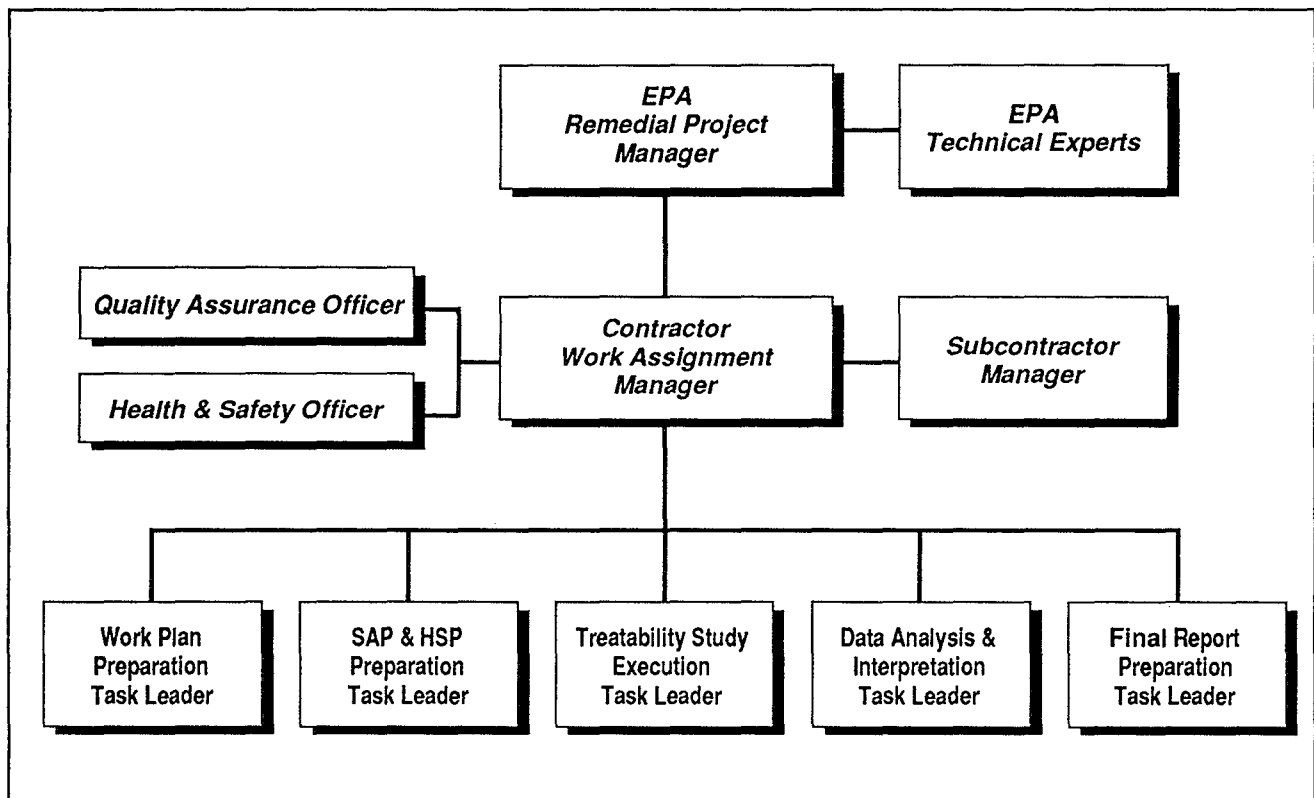 EPA
Remedial Project
Manager
EPA
Technical Experts
Quality Assurance Officer
Health & Safety Officer
Contractor
Work Assignment
Manager
Subcontractor
Manager
Work Plan
Preparation
Task Leader
SAP & HSP
Preparation
Task Leader
Treatability Study
Execution
Task Leader
Data Analysis &
Interpretation
Task Leader
Final Report
Preparation
Task Leader